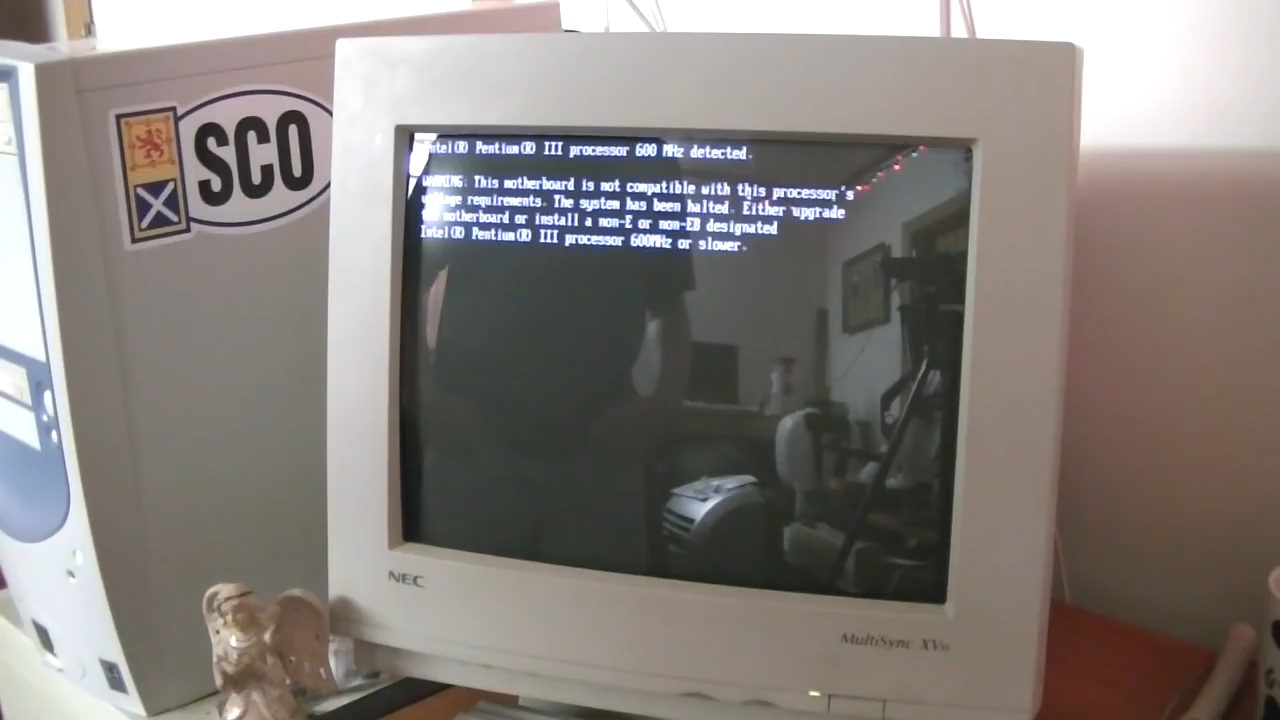 SCO
Intel(R) Pentium(R) III processor 600 MHz detected.
WARNING: This motherboard is not compatible with this processor's
voltage requirements. The system has been halted. Either upgrade
the motherboard or install a non-E or non-EB designated
Intel(R) Pentium(R) III processor 600MHz or slower.
NEC
MultiSync